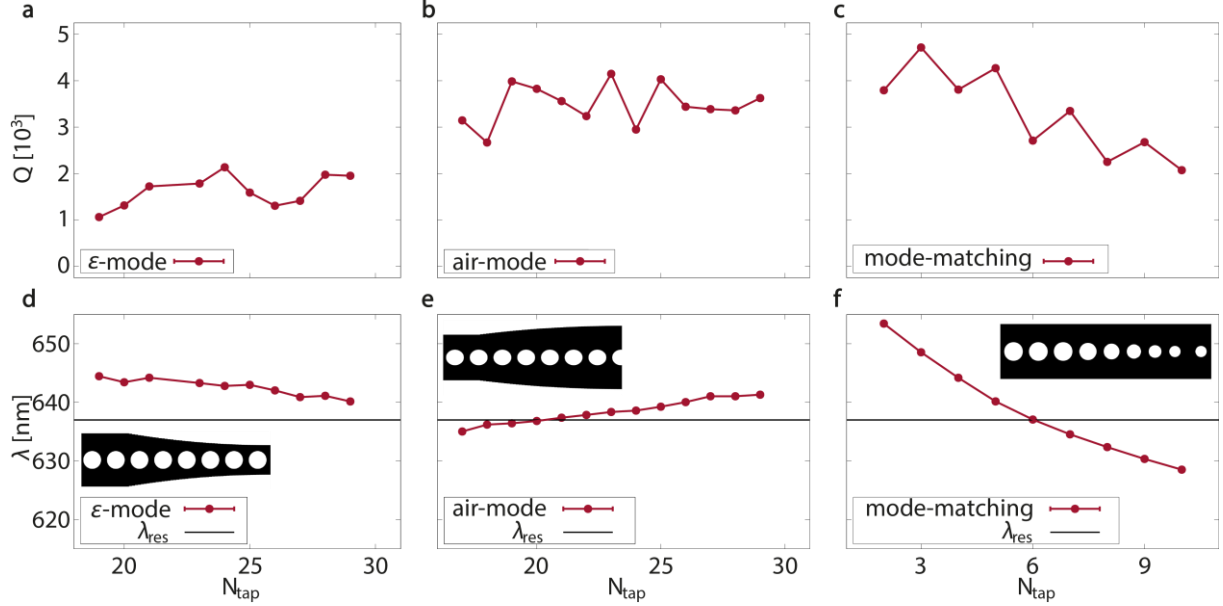 a
b
c
5
4
3
2
1
0
Q [10³]
ε-mode
air-mode
mode-matching
d
e
f
650
640
630
620
λ [nm]
ε-mode
λres
air-mode
λres
mode-matching
λres
20 25 30
20 25 30
3 6 9
Ntap
Ntap
Ntap